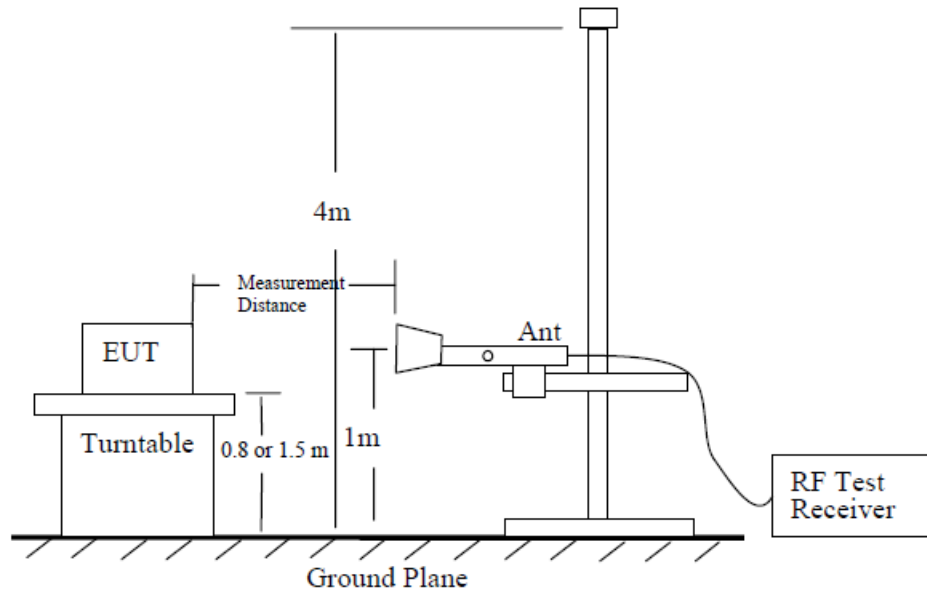 4m
Measurement
Distance
Ant
EUT
Turntable
0.8 or 1.5 m
1m
RF Test
Receiver
Ground Plane